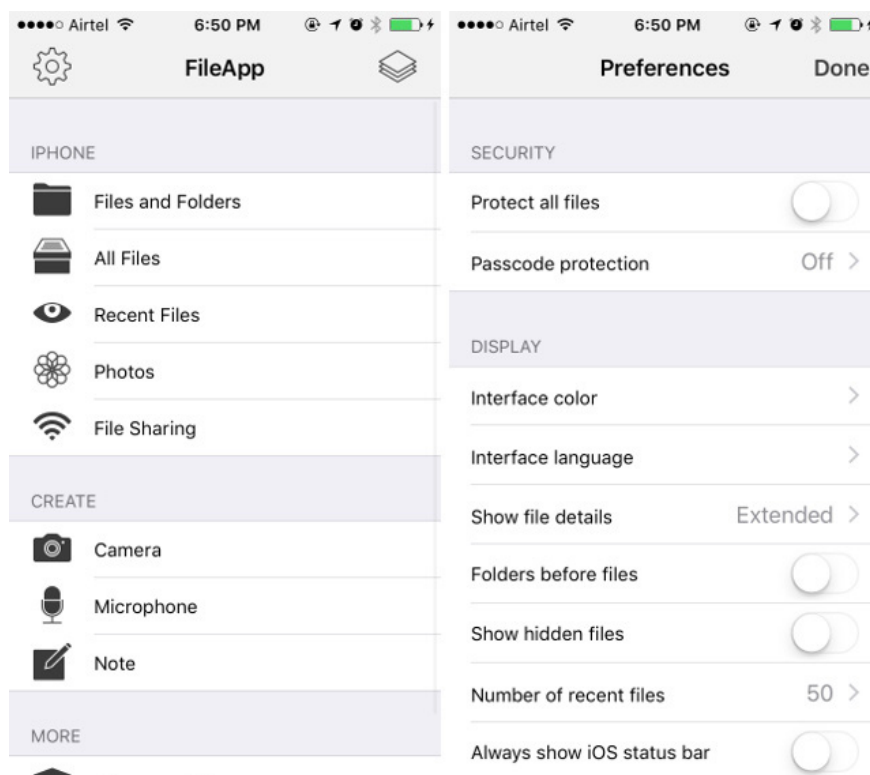 Airtel 6:50 PM
FileApp
IPHONE
Files and Folders
All Files
Recent Files
Photos
File Sharing
CREATE
Camera
Microphone
Note
MORE
Airtel 6:50 PM
Preferences Done
SECURITY
Protect all files
Passcode protection Off
DISPLAY
Interface color
Interface language
Show file details Extended
Folders before files
Show hidden files
Number of recent files 50
Always show iOS status bar